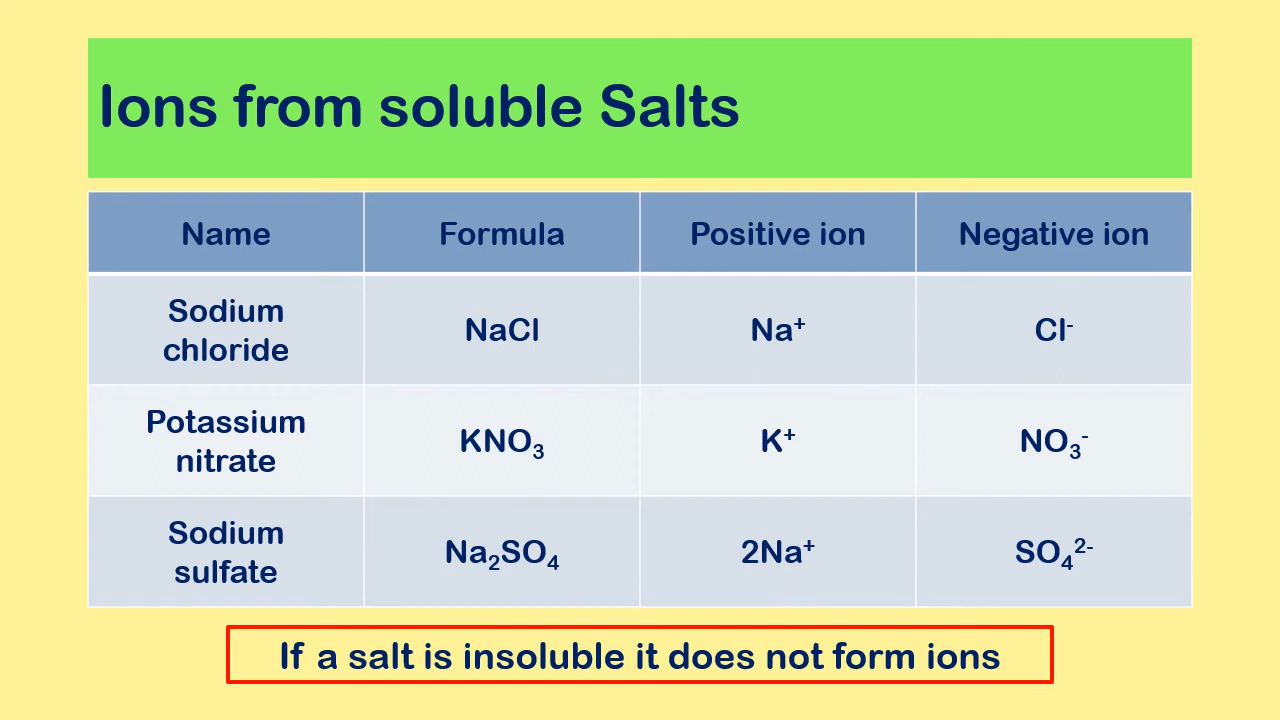 Ions from soluble Salts
Name Formula Positive ion Negative ion
Sodium
chloride
NaCl Na⁺ Cl⁻
Potassium
nitrate
KNO₃ K⁺ NO₃⁻
Sodium
sulfate
Na₂SO₄ 2Na⁺ SO₄²⁻
If a salt is insoluble it does not form ions